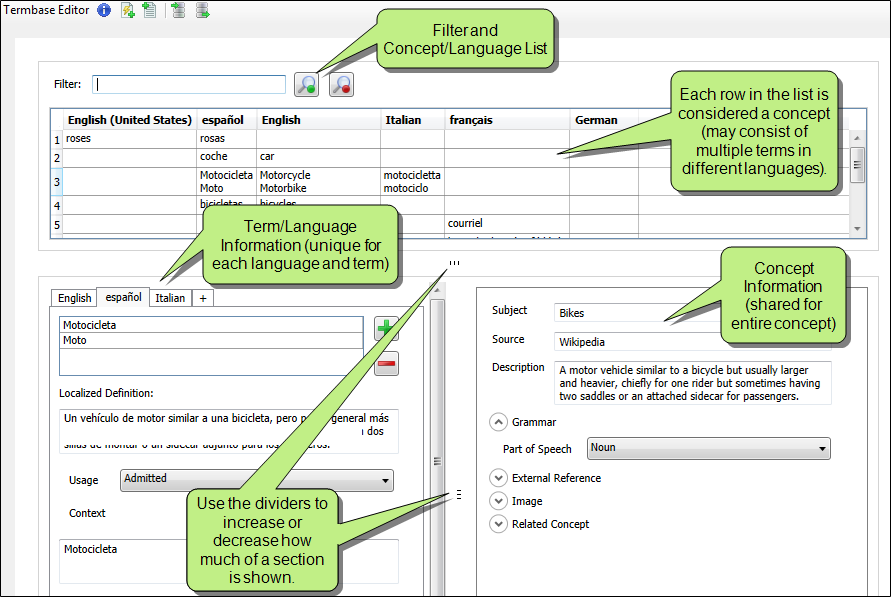 Termbase Editor
Filter and
Concept/Language List
Filter:
Each row in the list is
considered a concept
(may consist of
multiple terms in
different languages).
English (United States) español English Italian français German
1 roses rosas
2 coche car
3 Motocicleta Motorcycle motocicletta
Moto Motorbike motociclo
4 bicicletas bicycles
5 courriel
Term/Language
Information (unique for
each language and term)
Concept
Information
(shared for
entire concept)
English español Italian +
Motocicleta
Moto
Localized Definition:
Un vehículo de motor similar a una bicicleta, pero general más
dos
sillas de montar o un sidecar adjunto para los
Usage Admitted
Context
Motocicleta
Use the dividers to
increase or
decrease how
much of a section
is shown.
Subject Bikes
Source Wikipedia
Description A motor vehicle similar to a bicycle but usually larger
and heavier, chiefly for one rider but sometimes having
two saddles or an attached sidecar for passengers.
Grammar
Part of Speech Noun
External Reference
Image
Related Concept